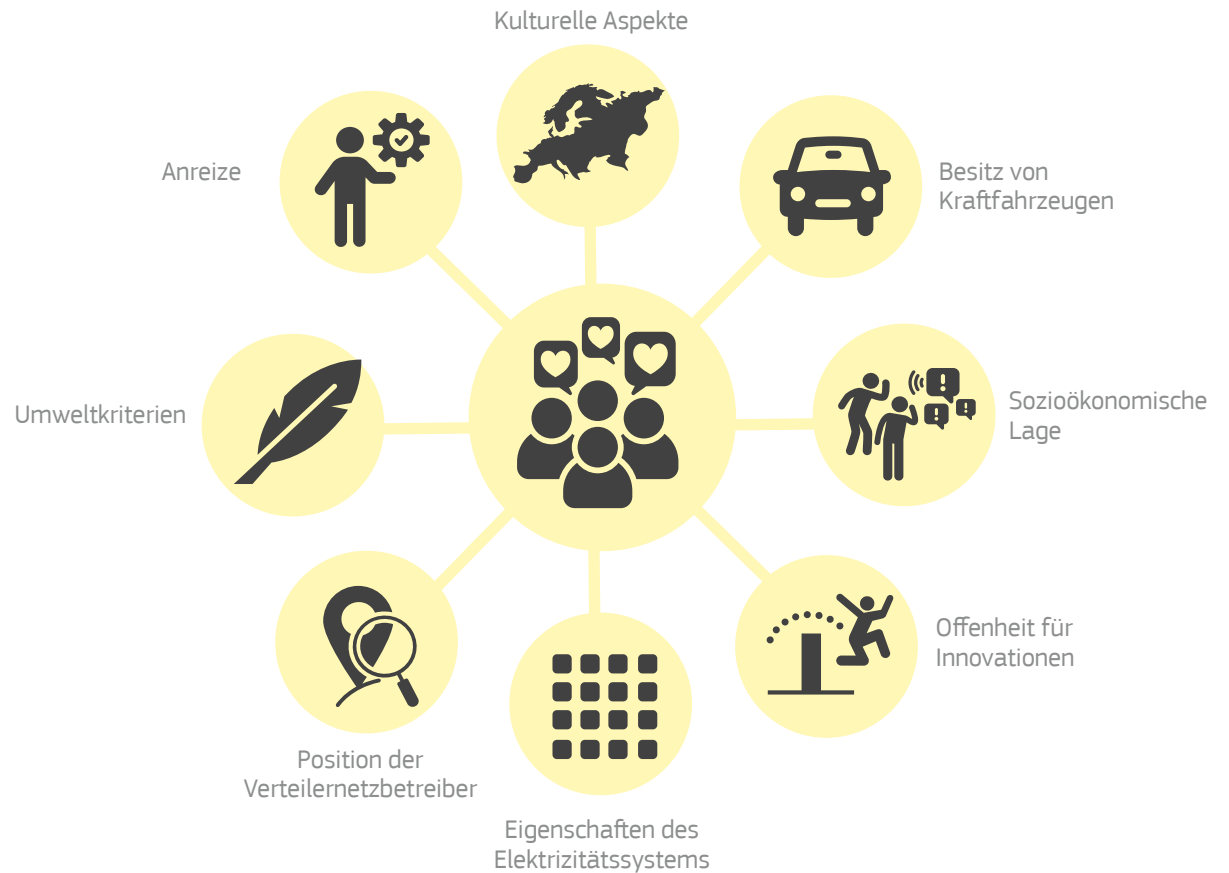 Kulturelle Aspekte
Anreize
Besitz von
Kraftfahrzeugen
Umweltkriterien
Sozioökonomische
Lage
Offenheit für
Innovationen
Position der
Verteilernetzbetreiber
Eigenschaften des
Elektrizitätssystems